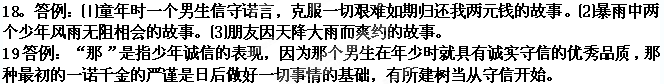 18。答例：⑴童年时一个男生信守诺言，克服一切艰难如期归还我两元钱的故事。⑵暴雨中两
个少年风雨无阻相会的故事。⑶朋友因天降大雨而爽约的故事。
19答例：“那”是指少年诚信的表现，因为那个男生在年少时就具有诚实守信的优秀品质，那
种最初的一诺千金的严谨是日后做好一切事情的基础，有所建树当从守信开始。